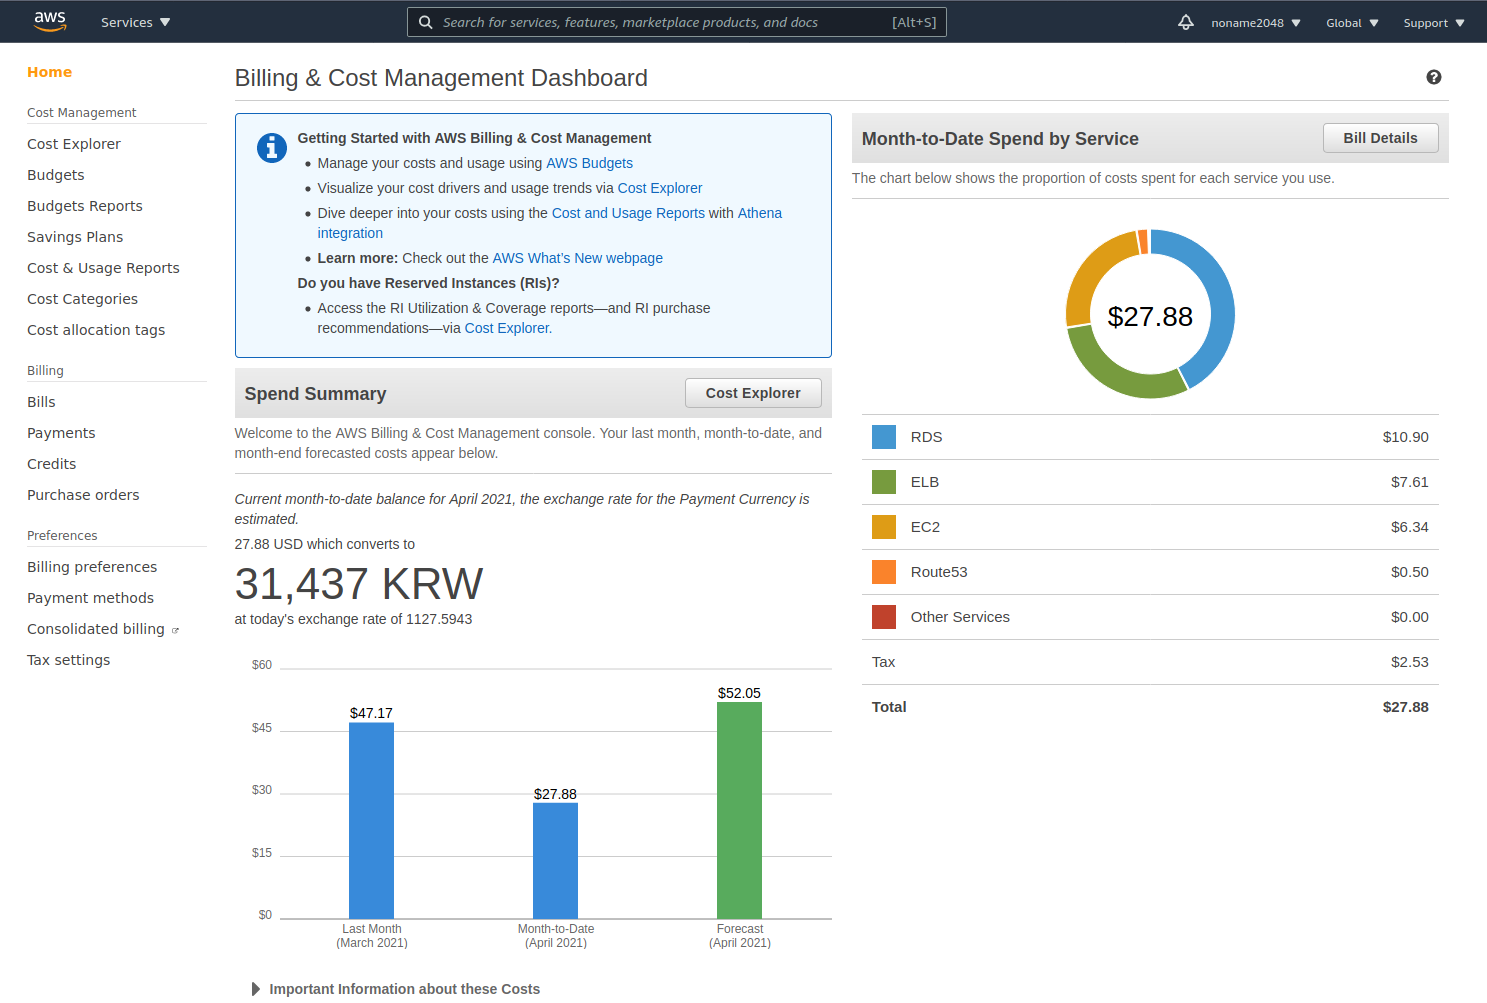 aws
Services
Search for services, features, marketplace products, and docs
[Alt+S]
noname2048
Global
Support
Home
Cost Management
Cost Explorer
Budgets
Budgets Reports
Savings Plans
Cost & Usage Reports
Cost Categories
Cost allocation tags
Billing
Bills
Payments
Credits
Purchase orders
Preferences
Billing preferences
Payment methods
Consolidated billing
Tax settings
Billing & Cost Management Dashboard
Getting Started with AWS Billing & Cost Management
• Manage your costs and usage using AWS Budgets
• Visualize your cost drivers and usage trends via Cost Explorer
• Dive deeper into your costs using the Cost and Usage Reports with Athena
integration
• Learn more: Check out the AWS What’s New webpage
Do you have Reserved Instances (RIs)?
• Access the RI Utilization & Coverage reports—and RI purchase
recommendations—via Cost Explorer.
Spend Summary
Cost Explorer
Welcome to the AWS Billing & Cost Management console. Your last month, month-to-date, and
month-end forecasted costs appear below.
Current month-to-date balance for April 2021, the exchange rate for the Payment Currency is
estimated.
27.88 USD which converts to
31,437 KRW
at today's exchange rate of 1127.5943
$60
$45
$30
$15
$0
$47.17
$27.88
$52.05
Last Month
(March 2021)
Month-to-Date
(April 2021)
Forecast
(April 2021)
Important Information about these Costs
Month-to-Date Spend by Service
Bill Details
The chart below shows the proportion of costs spent for each service you use.
$27.88
RDS $10.90
ELB $7.61
EC2 $6.34
Route53 $0.50
Other Services $0.00
Tax $2.53
Total $27.88